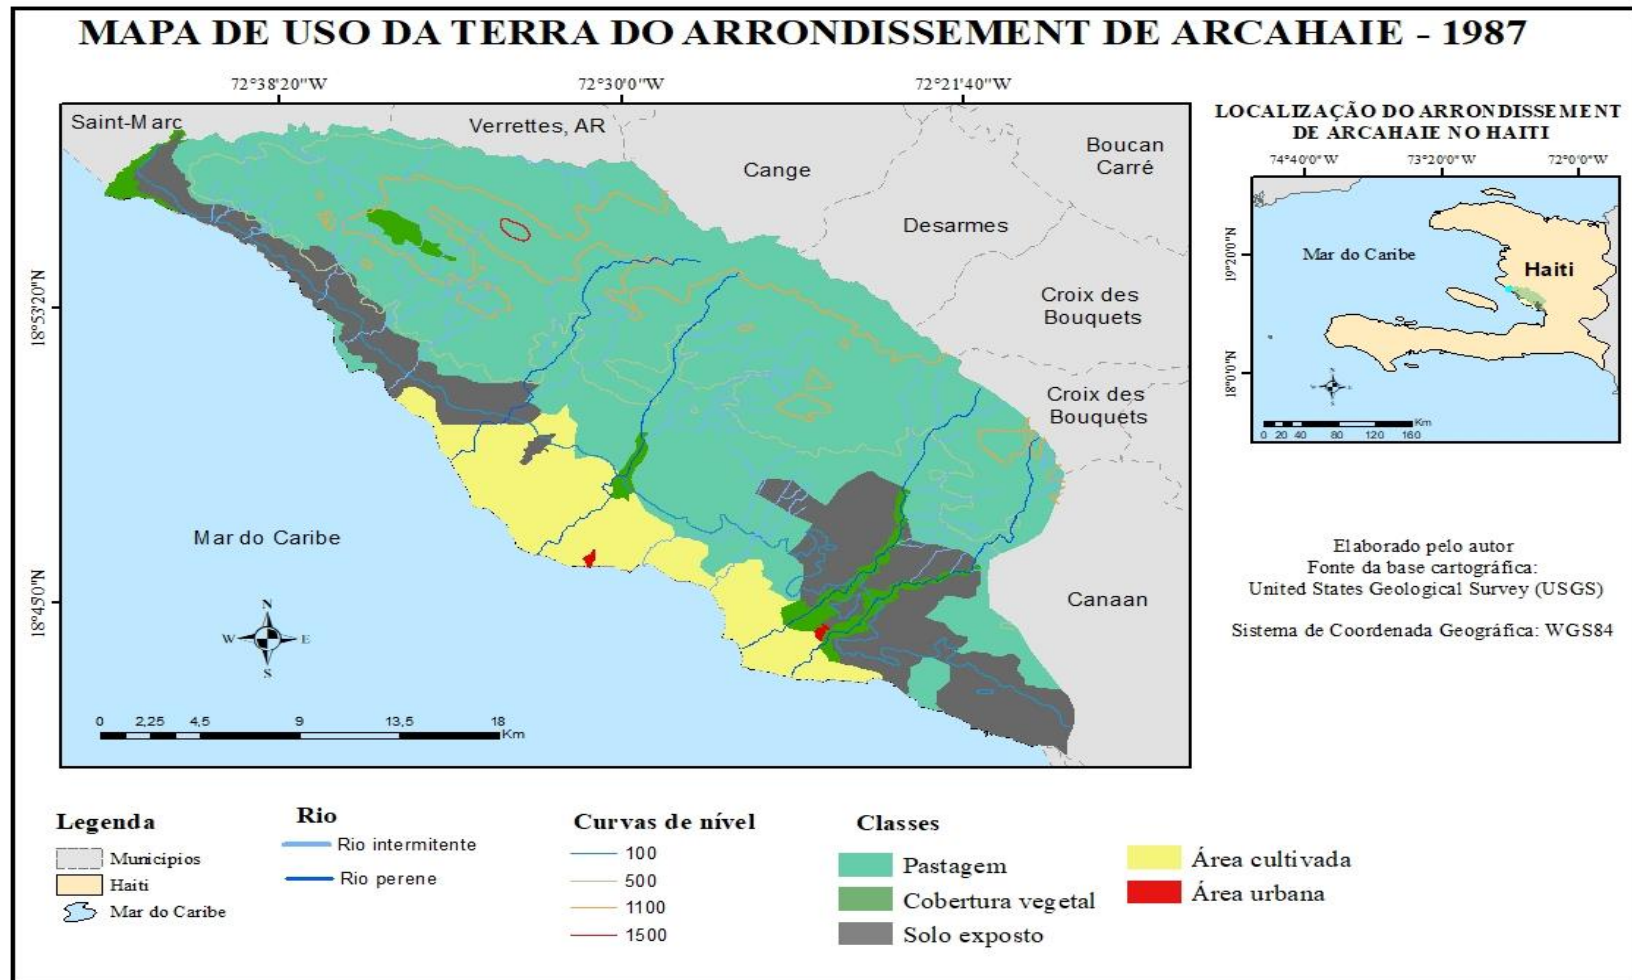 MAPA DE USO DA TERRA DO ARRONDISSEMENT DE ARCAHAIE - 1987
72°38'20"W
72°30'0"W
72°21'40"W
18°53'20"N
18°45'0"N
Saint-Marc
Verrettes, AR
Cange
Boucan
Carré
Desarmes
Croix des
Bouquets
Croix des
Bouquets
Canaan
Mar do Caribe
N
W
E
S
0
2,25
4,5
9
13,5
18
Km
LOCALIZAÇÃO DO ARRONDISSEMENT
DE ARCAHAIE NO HAITI
74°40'0"W
73°20'0"W
72°0'0"W
19°20'0"N
18°0'0"N
Mar do Caribe
Haiti
N
W
E
S
0
20
40
80
120
160
Km
Elaborado pelo autor
Fonte da base cartográfica:
United States Geological Survey (USGS)
Sistema de Coordenada Geográfica: WGS84
Legenda
Municípios
Haiti
Mar do Caribe
Rio
Rio intermitente
Rio perene
Curvas de nível
100
500
1100
1500
Classes
Pastagem
Cobertura vegetal
Solo exposto
Área cultivada
Área urbana